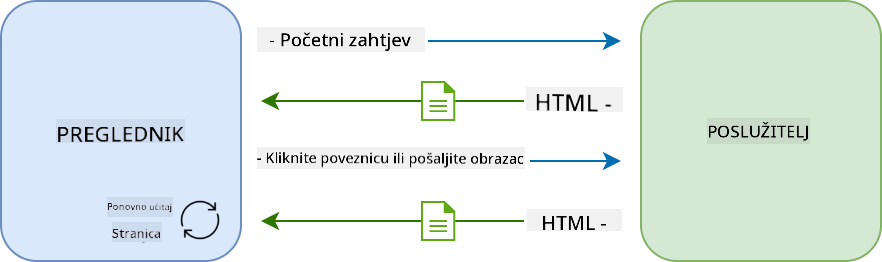 - Početni zahtjev
HTML -
PREGLEDNIK
POSLUŽITELJ
- Kliknite poveznicu ili pošaljite obrazac
Ponovno učitaj
Stranica
HTML -